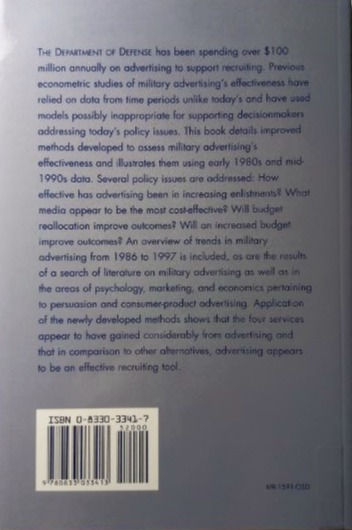 THE DEPARTMENT OF DEFENSE has been spending over $100
million annually on advertising to support recruiting. Previous
econometric studies of military advertising's effectiveness have
relied on data from time periods unlike today's and have used
models possibly inappropriate for supporting decisionmakers
addressing today's policy issues. This book details improved
methods developed to assess military advertising's
effectiveness and illustrates them using early 1980s and mid-
1990s data. Several policy issues are addressed: How
effective has advertising been in increasing enlistments? What
media appear to be the most cost-effective? Will budget
reallocation improve outcomes? Will an increased budget
improve outcomes? An overview of trends in military
advertising from 1986 to 1997 is included, as are the results
of a search of literature on military advertising as well as in
the areas of psychology, marketing, and economics pertaining
to persuasion and consumer-product advertising. Application
of the newly developed methods shows that the four services
appear to have gained considerably from advertising and
that in comparison to other alternatives, advertising appears
to be an effective recruiting tool.
ISBN 0-8330-3341-7
52000
9 780833 033413
MR-1591-OSD